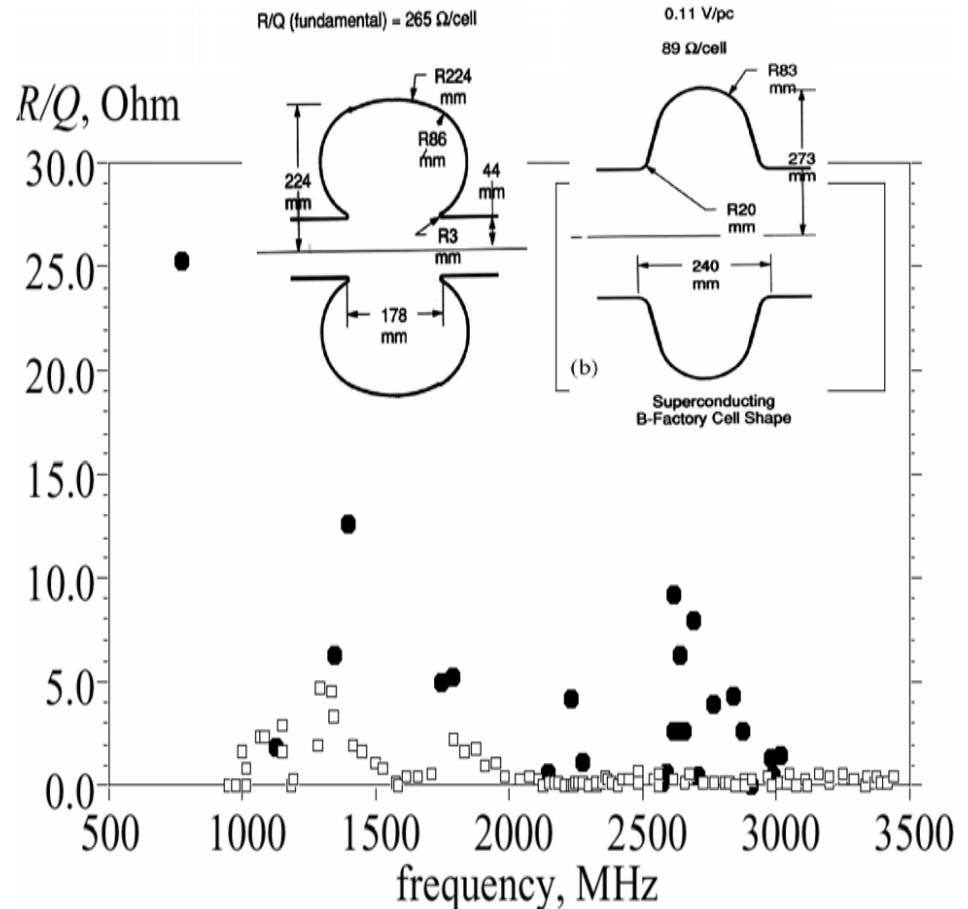 R/Q (fundamental) = 265 Ω/cell
0.11 V/pc
89 Ω/cell
R/Q, Ohm
R224
mm
R86
mm
224
mm
44
mm
R3
mm
178
mm
R83
mm
273
mm
R20
mm
240
mm
(b)
Superconducting
B-Factory Cell Shape
30.0
25.0
20.0
15.0
10.0
5.0
0.0
500 1000 1500 2000 2500 3000 3500
frequency, MHz